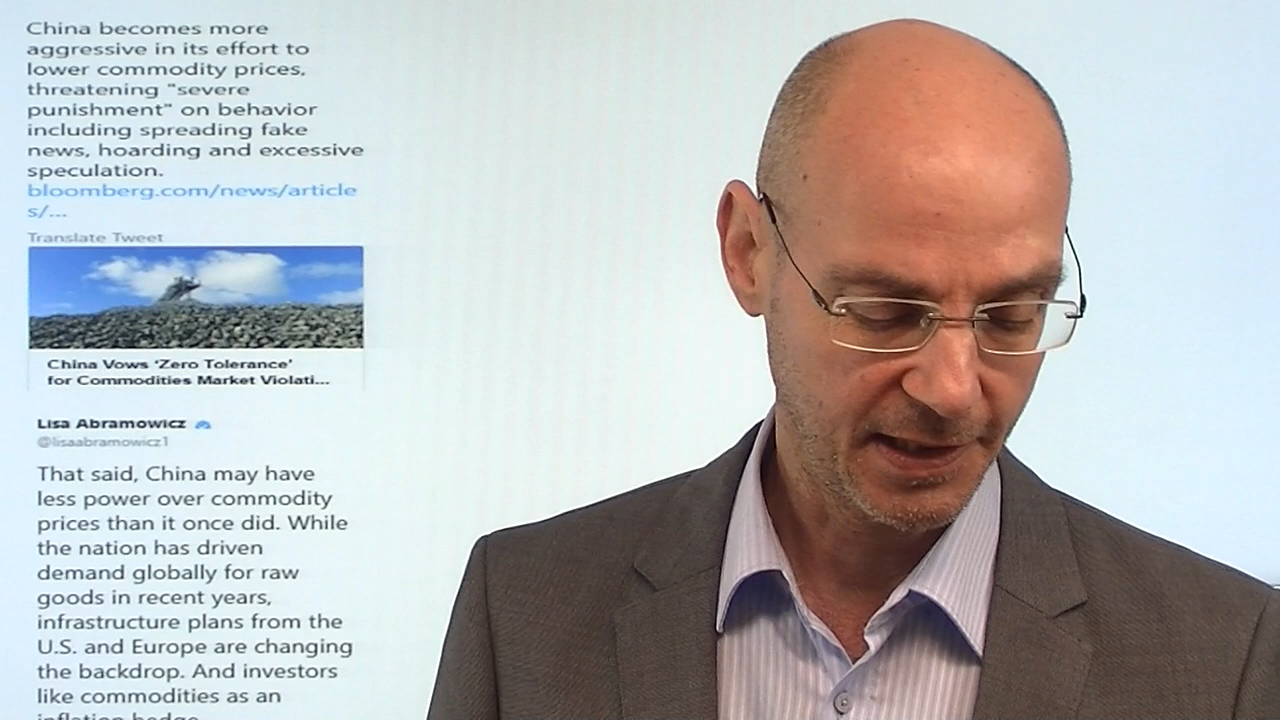 China becomes more
aggressive in its effort to
lower commodity prices,
threatening "severe
punishment" on behavior
including spreading fake
news, hoarding and excessive
speculation.
bloomberg.com/news/article
s/...
Translate Tweet
China Vows ‘Zero Tolerance’
for Commodities Market Violati...
Lisa Abramowicz
@lisaabramowicz1
That said, China may have
less power over commodity
prices than it once did. While
the nation has driven
demand globally for raw
goods in recent years,
infrastructure plans from the
U.S. and Europe are changing
the backdrop. And investors
like commodities as an
inflation hedge